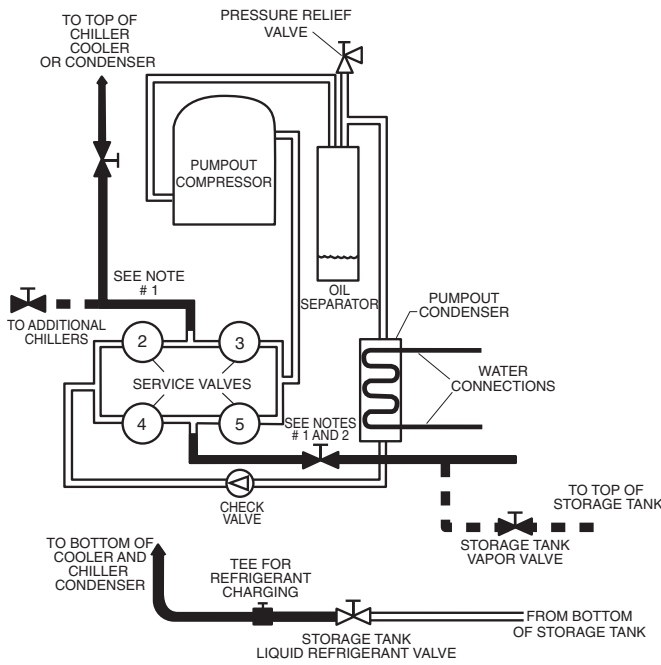 TO TOP OF
CHILLER
COOLER
OR CONDENSER
PRESSURE RELIEF
VALVE
PUMPOUT
COMPRESSOR
SEE NOTE
# 1
OIL
SEPARATOR
PUMPOUT
CONDENSER
TO ADDITIONAL
CHILLERS
2
3
SERVICE VALVES
WATER
CONNECTIONS
4
5
SEE NOTES
# 1 AND 2
CHECK
VALVE
TO TOP OF
STORAGE TANK
STORAGE TANK
VAPOR VALVE
TO BOTTOM OF
COOLER AND
CHILLER
CONDENSER
TEE FOR
REFRIGERANT
CHARGING
STORAGE TANK
LIQUID REFRIGERANT VALVE
FROM BOTTOM
OF STORAGE TANK